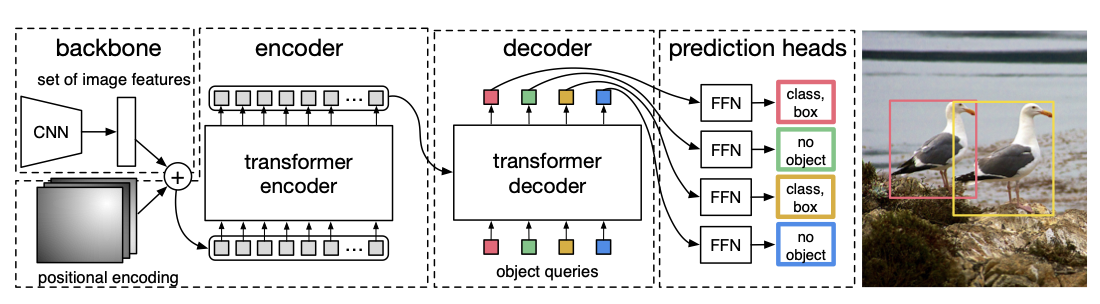 backbone
set of image features
CNN
+
positional encoding
encoder
...
transformer
encoder
...
decoder
transformer
decoder
object queries
prediction heads
FFN
class,
box
FFN
no
object
FFN
class,
box
FFN
no
object